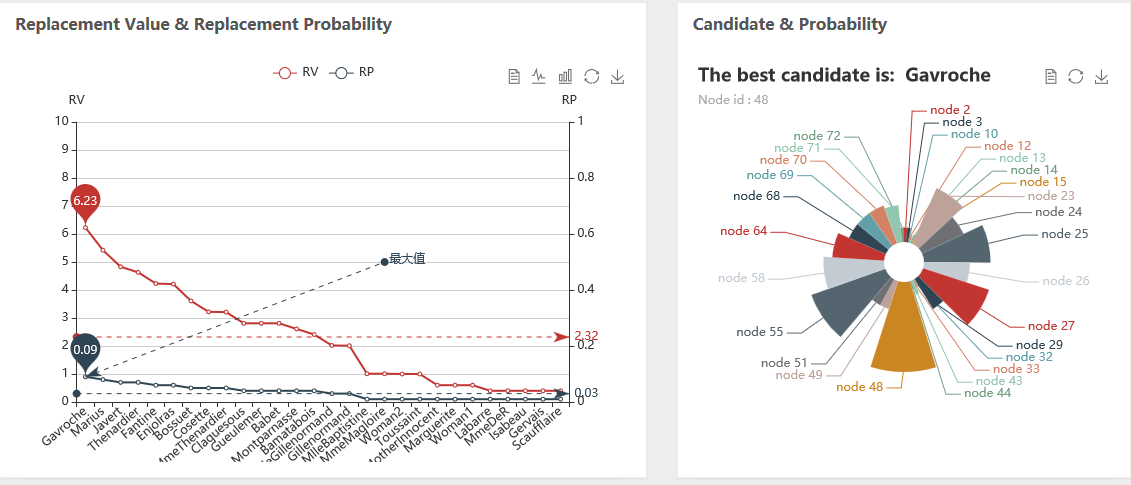 Replacement Value & Replacement Probability
RV
RP
RV
RP
10
9
8
7
6
5
4
3
2
1
0
1
0.8
0.6
0.4
0.2
0
6.23
0.09
最大值
2.32
0.03
Gavroche
Marius
Javert
Thenardier
Fantine
Enjolras
Bossuet
Cosette
MmeThenardier
Claquesous
Gueulemer
Babet
Montparnasse
Bamatabois
leGillenormand
Gillenormand
MlleBaptistine
MmeMagloire
Woman2
Toussaint
MotherInnocent
Marguerite
Woman1
Labarre
MmeDeR
Isabeau
Gervais
Scaufflaire
Candidate & Probability
The best candidate is: Gavroche
Node id : 48
node 2
node 3
node 10
node 12
node 13
node 14
node 15
node 23
node 24
node 25
node 26
node 27
node 29
node 32
node 33
node 43
node 44
node 48
node 49
node 51
node 55
node 58
node 64
node 68
node 69
node 70
node 71
node 72